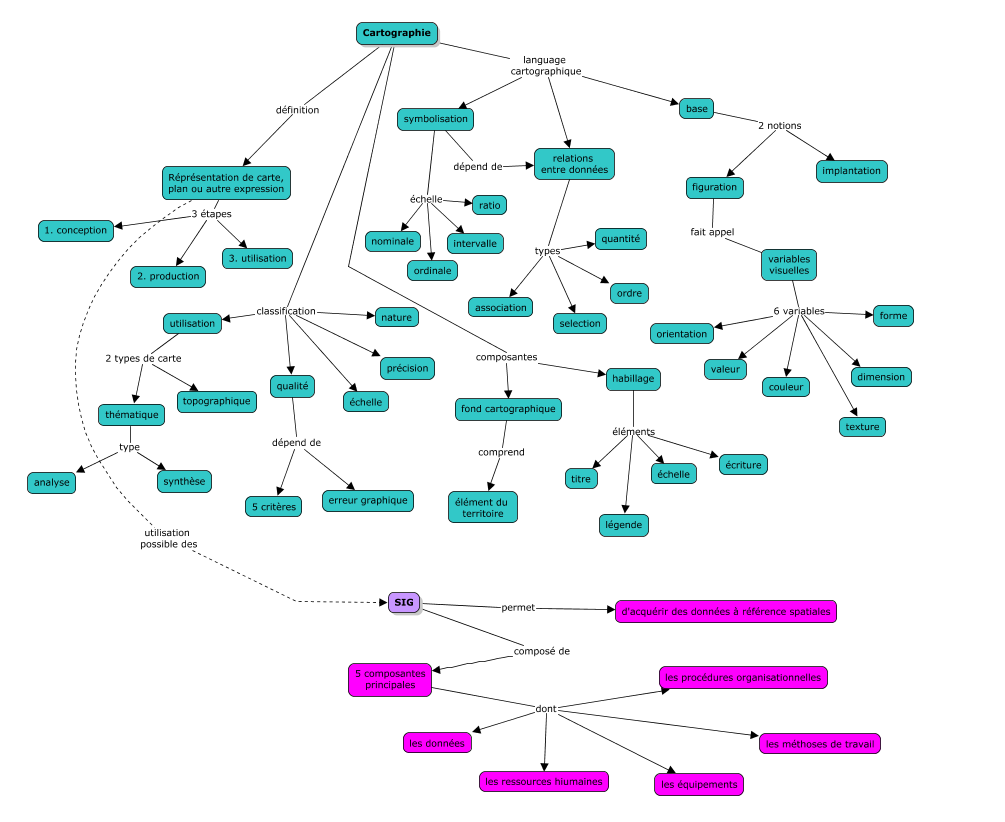 Cartographie
language
cartographique
définition
symbolisation
base
2 notions
relations
entre données
dépend de
Réprésentation de carte,
plan ou autre expression
figuration
implantation
échelle
ratio
3 étapes
1. conception
2. production
3. utilisation
nominale
intervalle
ordinale
fait appel
quantité
types
variables
visuelles
ordre
association
selection
classification
utilisation
nature
6 variables
forme
orientation
2 types de carte
précision
composantes
habillage
valeur
couleur
dimension
qualité
échelle
topographique
thématique
fond cartographique
texture
éléments
type
dépend de
comprend
analyse
synthèse
titre
échelle
écriture
5 critères
erreur graphique
élément du
territoire
légende
utilisation
possible des
SIG
permet
d'acquérir des données à référence spatiales
composé de
5 composantes
principales
les procédures organisationnelles
dont
les données
les méthoses de travail
les ressources hiumaines
les équipements